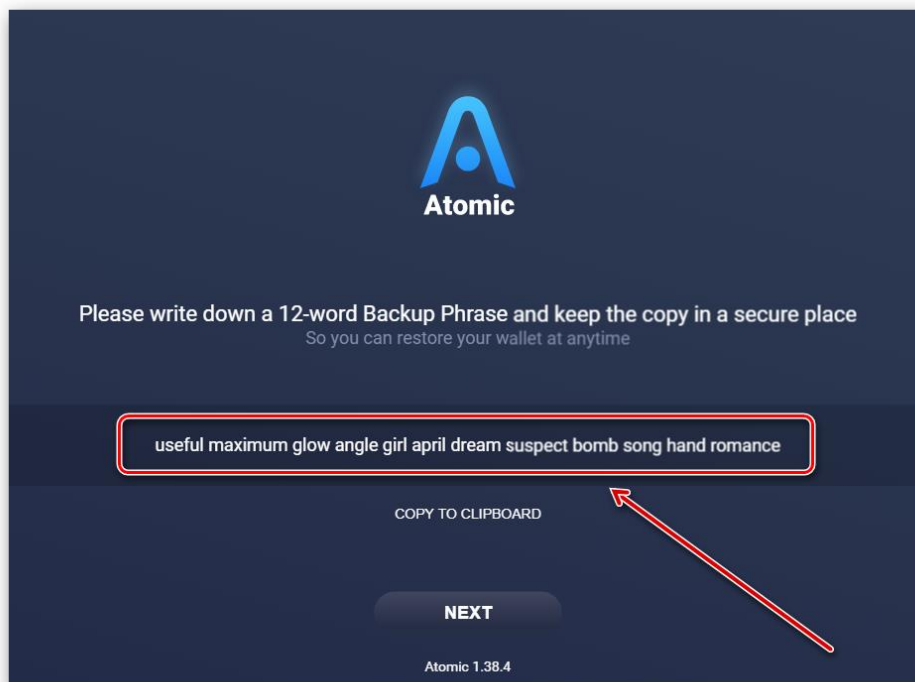 Atomic
Please write down a 12-word Backup Phrase and keep the copy in a secure place
So you can restore your wallet at anytime
useful maximum glow angle girl april dream suspect bomb song hand romance
COPY TO CLIPBOARD
NEXT
Atomic 1.38.4